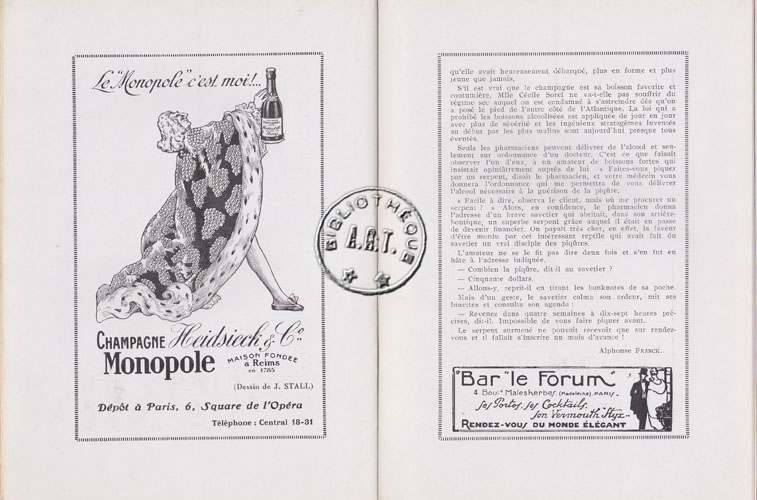 Le "Monopole" c'est moi!...
CHAMPAGNE Heidsieck & Co
Monopole
MAISON FONDÉE
à Reims
en 1785
(Dessin de J. STALL)
Dépôt à Paris, 6, Square de l'Opéra
Téléphone : Central 18-31
BIBLIOTHÈQUE
A.R.T.
qu'elle avait heureusement débarqué, plus en forme et plus
jeune que jamais.
S'il est vrai que le champagne est sa boisson favorite et
coutumière, Mlle Cécile Sorel ne va-t-elle pas souffrir du
régime sec auquel on est condamné à s'astreindre dès qu'on
a posé le pied de l'autre côté de l'Atlantique. La loi qui a
prohibé les boissons alcoolisées est appliquée de jour en jour
avec plus de sévérité et les ingénieux stratagèmes inventés
au début par les plus malins sont aujourd'hui presque tous
éventés.
Seuls les pharmaciens peuvent délivrer de l'alcool et seu-
lement sur ordonnance d'un docteur. C'est ce que faisait
observer l'un d'eux, à un amateur de boissons fortes qui
insistait opiniâtrement auprès de lui « Faites-vous piquer
par un serpent, disait le pharmacien, et votre médecin vous
donnera l'ordonnance qui me permettra de vous délivrer
l'alcool nécessaire à la guérison de la piqûre.
« Facile à dire, observa le client, mais où me procurer un
serpent ? » Alors, en confidence, le pharmacien donna
l'adresse d'un brave savetier qui abritait, dans son arrière-
boutique, un superbe serpent grâce auquel il était en passe
de devenir financier. On payait très cher, en effet, la faveur
d'être mordu par cet intéressant reptile qui avait fait du
savetier un vrai disciple des piqûres.
L'amateur ne se le fit pas dire deux fois et s'en fut en
hâte à l'adresse indiquée.
— Combien la piqûre, dit-il au savetier ?
— Cinquante dollars.
— Allons-y, reprit-il en tirant les banknotes de sa poche.
Mais d'un geste, le savetier calma son ardeur, mit ses
lunettes et consulta son agenda :
— Revenez dans quatre semaines à dix-sept heures pré-
cises, dit-il. Impossible de vous faire piquer avant.
Le serpent surmené ne pouvait recevoir que sur rendez-
vous et il fallait s'inscrire un mois d'avance !
Alphonse FRANCK.
"Bar "le Forum"
4 Boulᵈ Malesherbes, (Madeleine), PARIS.
ses Portos, ses Cocktails,
son Vermouth "Styx"
RENDEZ-VOUS DU MONDE ÉLÉGANT